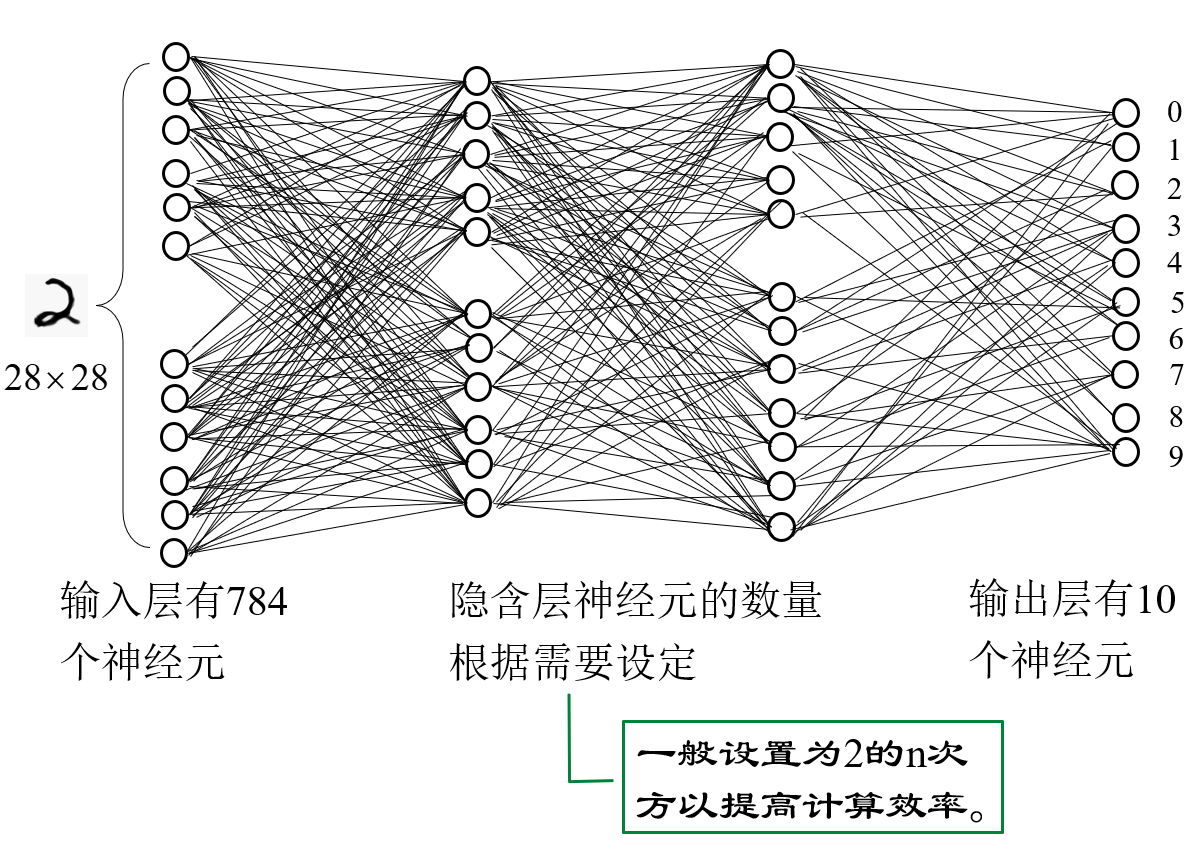 0
1
2
3
4
5
6
7
8
9
2
28×28
输入层有784
个神经元
隐含层神经元的数量
根据需要设定
输出层有10
个神经元
一般设置为2的n次
方以提高计算效率。